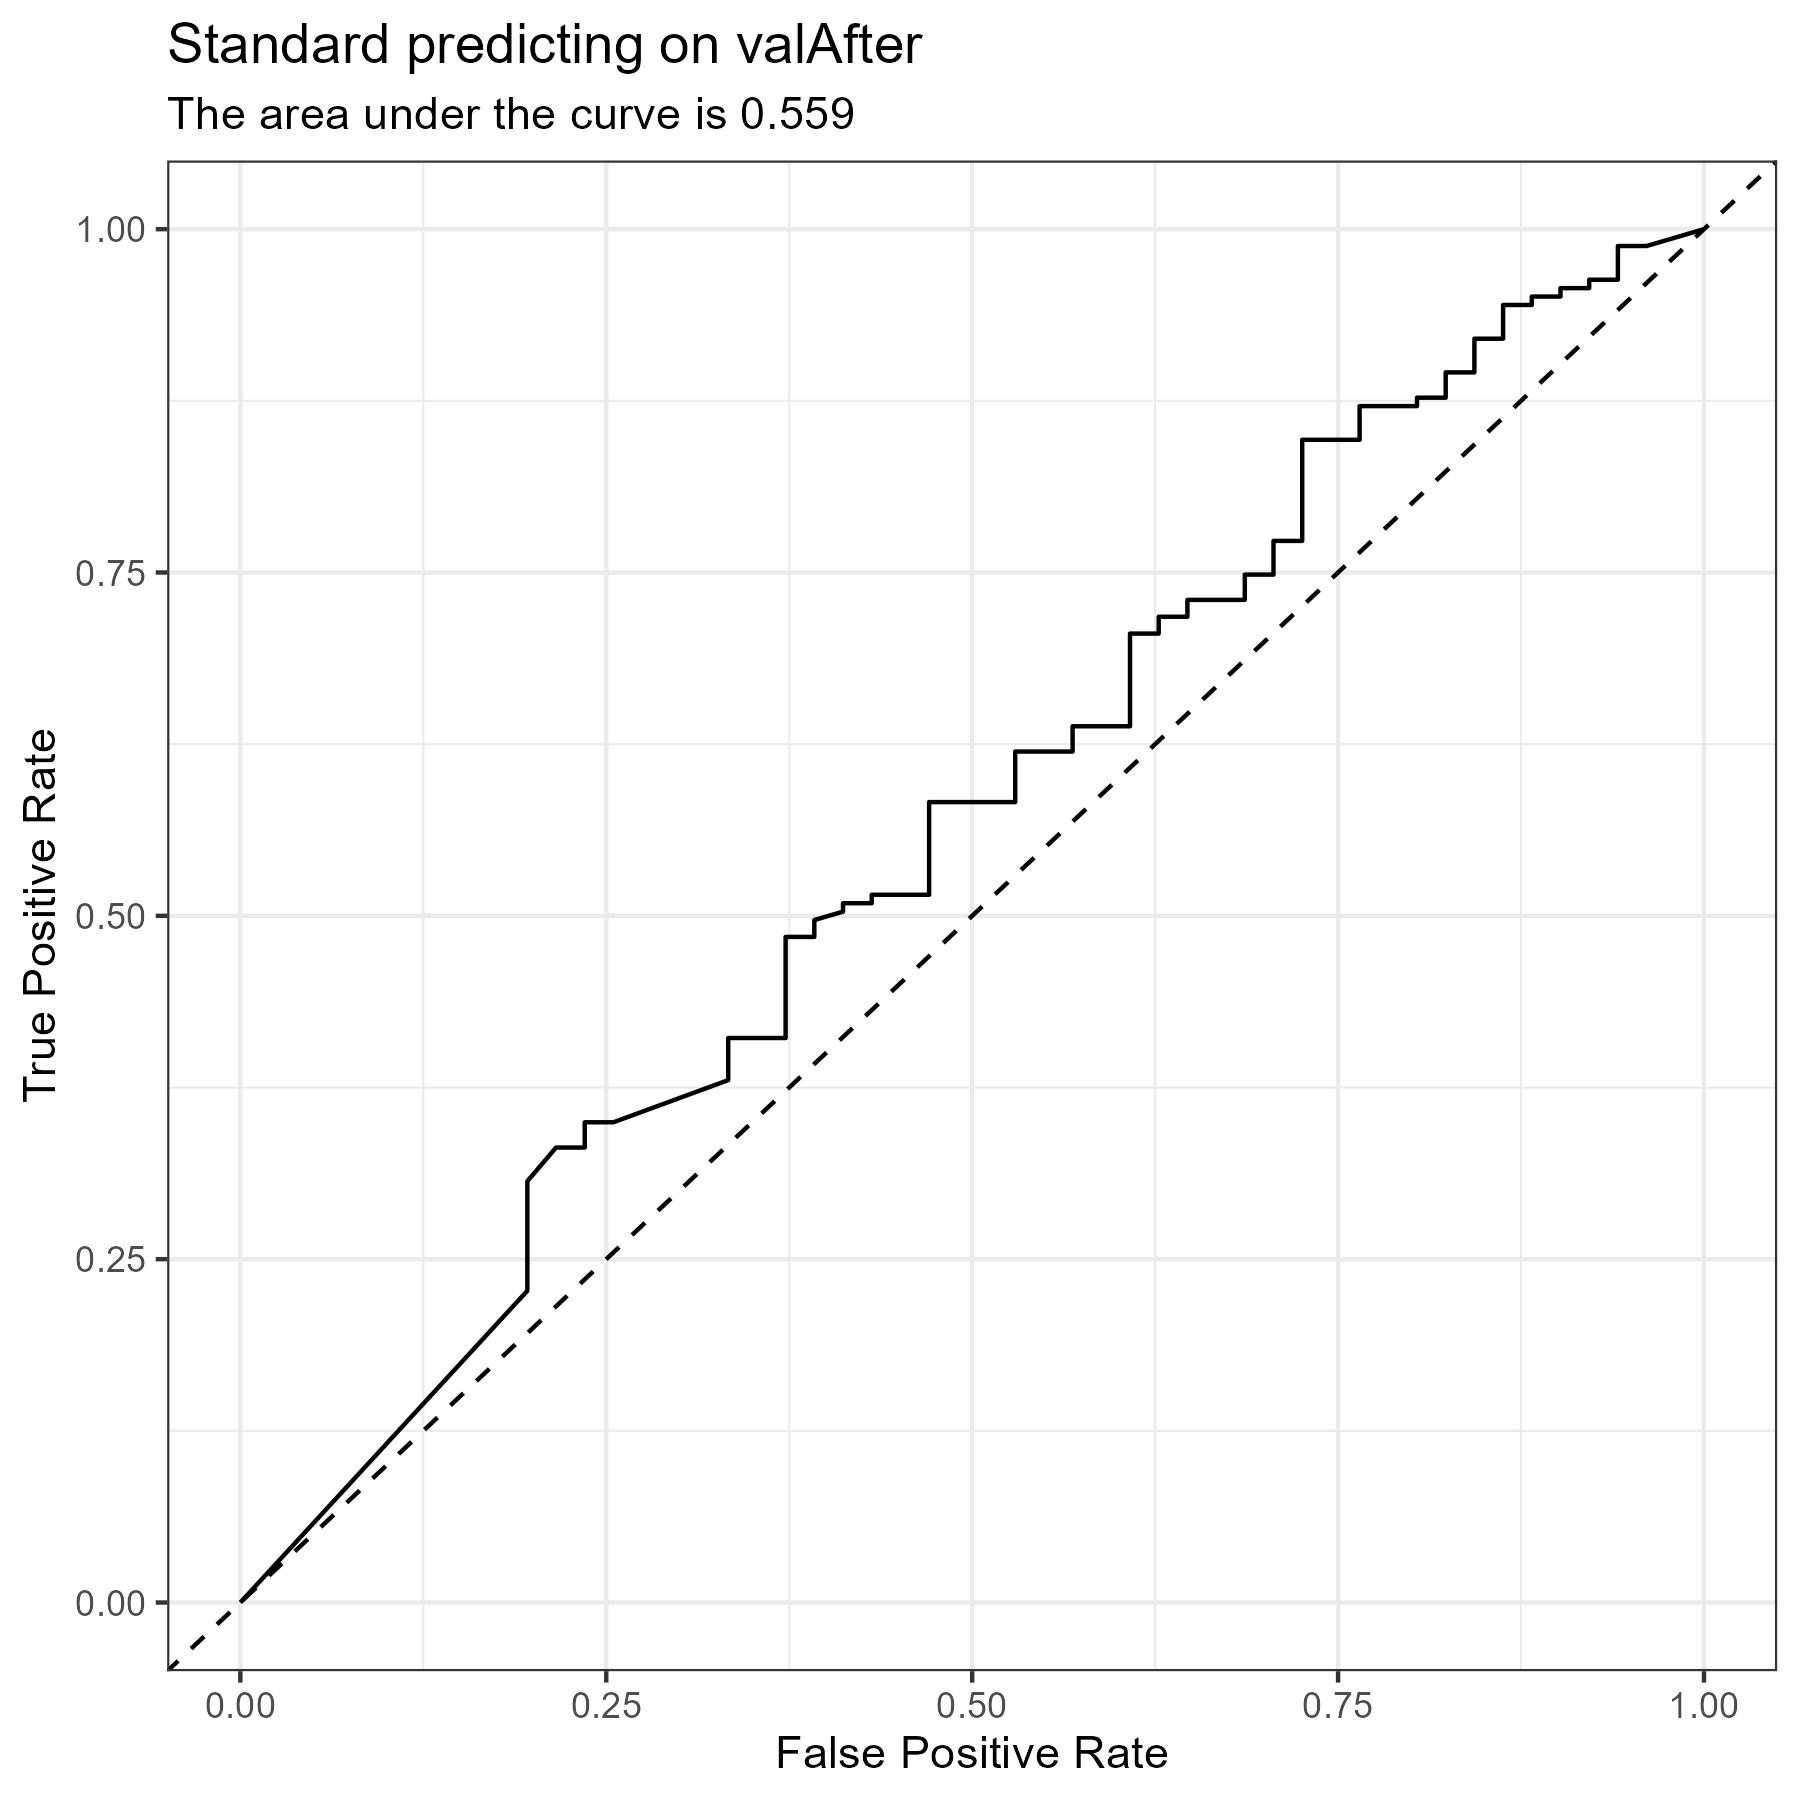 Standard predicting on valAfter
The area under the curve is 0.559
1.00
0.75
0.50
0.25
0.00
True Positive Rate
0.00
0.25
0.50
0.75
1.00
False Positive Rate